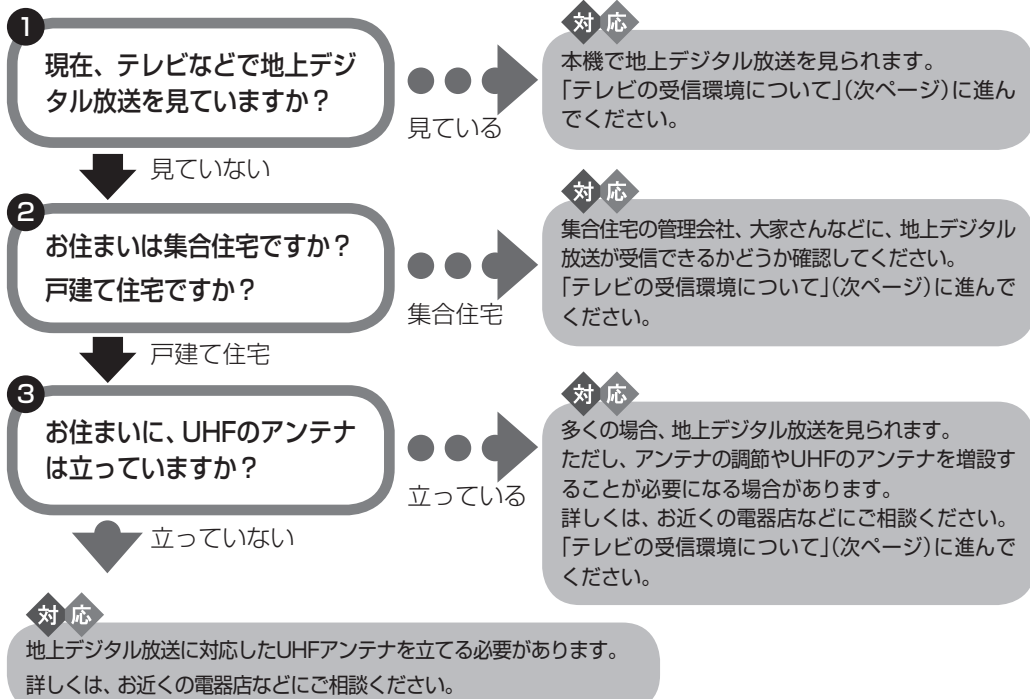 1
現在、テレビなどで地上デジ
タル放送を見ていますか？
見ている
対応
本機で地上デジタル放送を見られます。
「テレビの受信環境について」（次ページ）に進ん
でください。
見ていない
2
お住まいは集合住宅ですか？
戸建て住宅ですか？
集合住宅
対応
集合住宅の管理会社、大家さんなどに、地上デジタル
放送が受信できるかどうか確認してください。
「テレビの受信環境について」（次ページ）に進んで
ください。
戸建て住宅
3
お住まいに、UHFのアンテナ
は立っていますか？
立っている
対応
多くの場合、地上デジタル放送を見られます。
ただし、アンテナの調節やUHFのアンテナを増設す
ることが必要になる場合があります。
詳しくは、お近くの電器店などにご相談ください。
「テレビの受信環境について」（次ページ）に進んで
ください。
立っていない
対応
地上デジタル放送に対応したUHFアンテナを立てる必要があります。
詳しくは、お近くの電器店などにご相談ください。